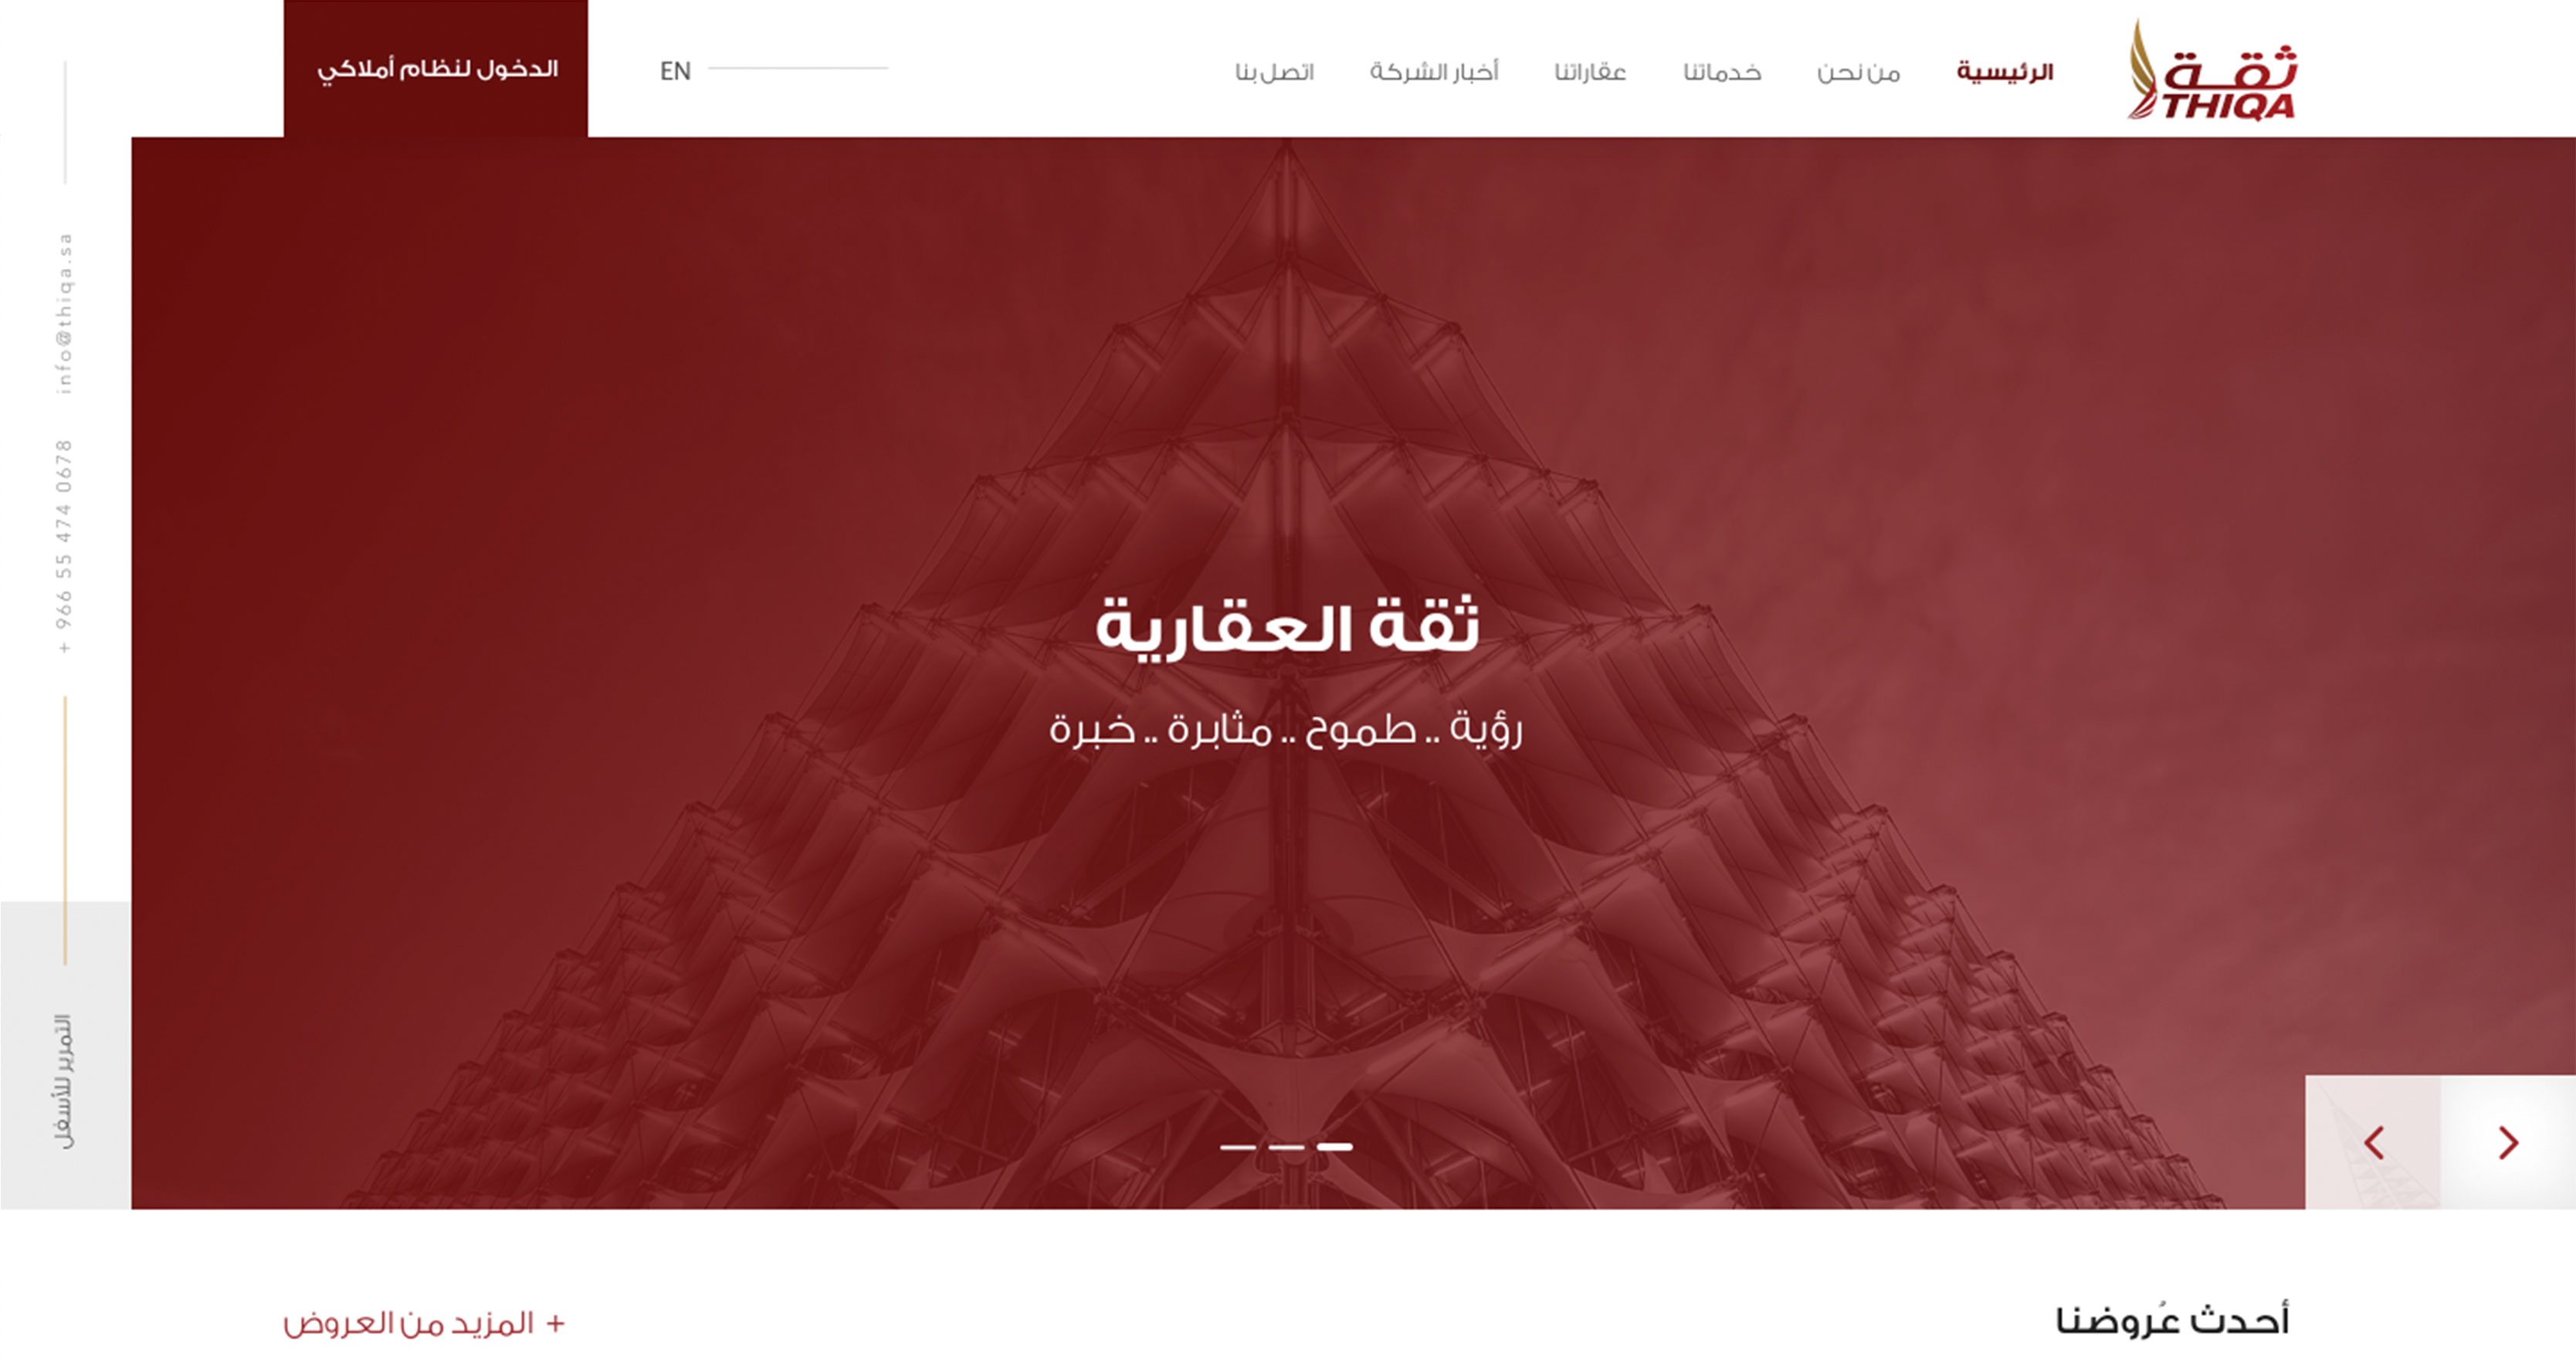 ثقة
THIQA
الرئيسية
من نحن
خدماتنا
عقاراتنا
أخبار الشركة
اتصل بنا
EN
الدخول لنظام أملاكي
info@thiqa.sa
+ 966 55 474 0678
ثقة العقارية
رؤية .. طموح .. مثابرة .. خبرة
التمرير للأسفل
أحدث عُروضنا
+ المزيد من العروض